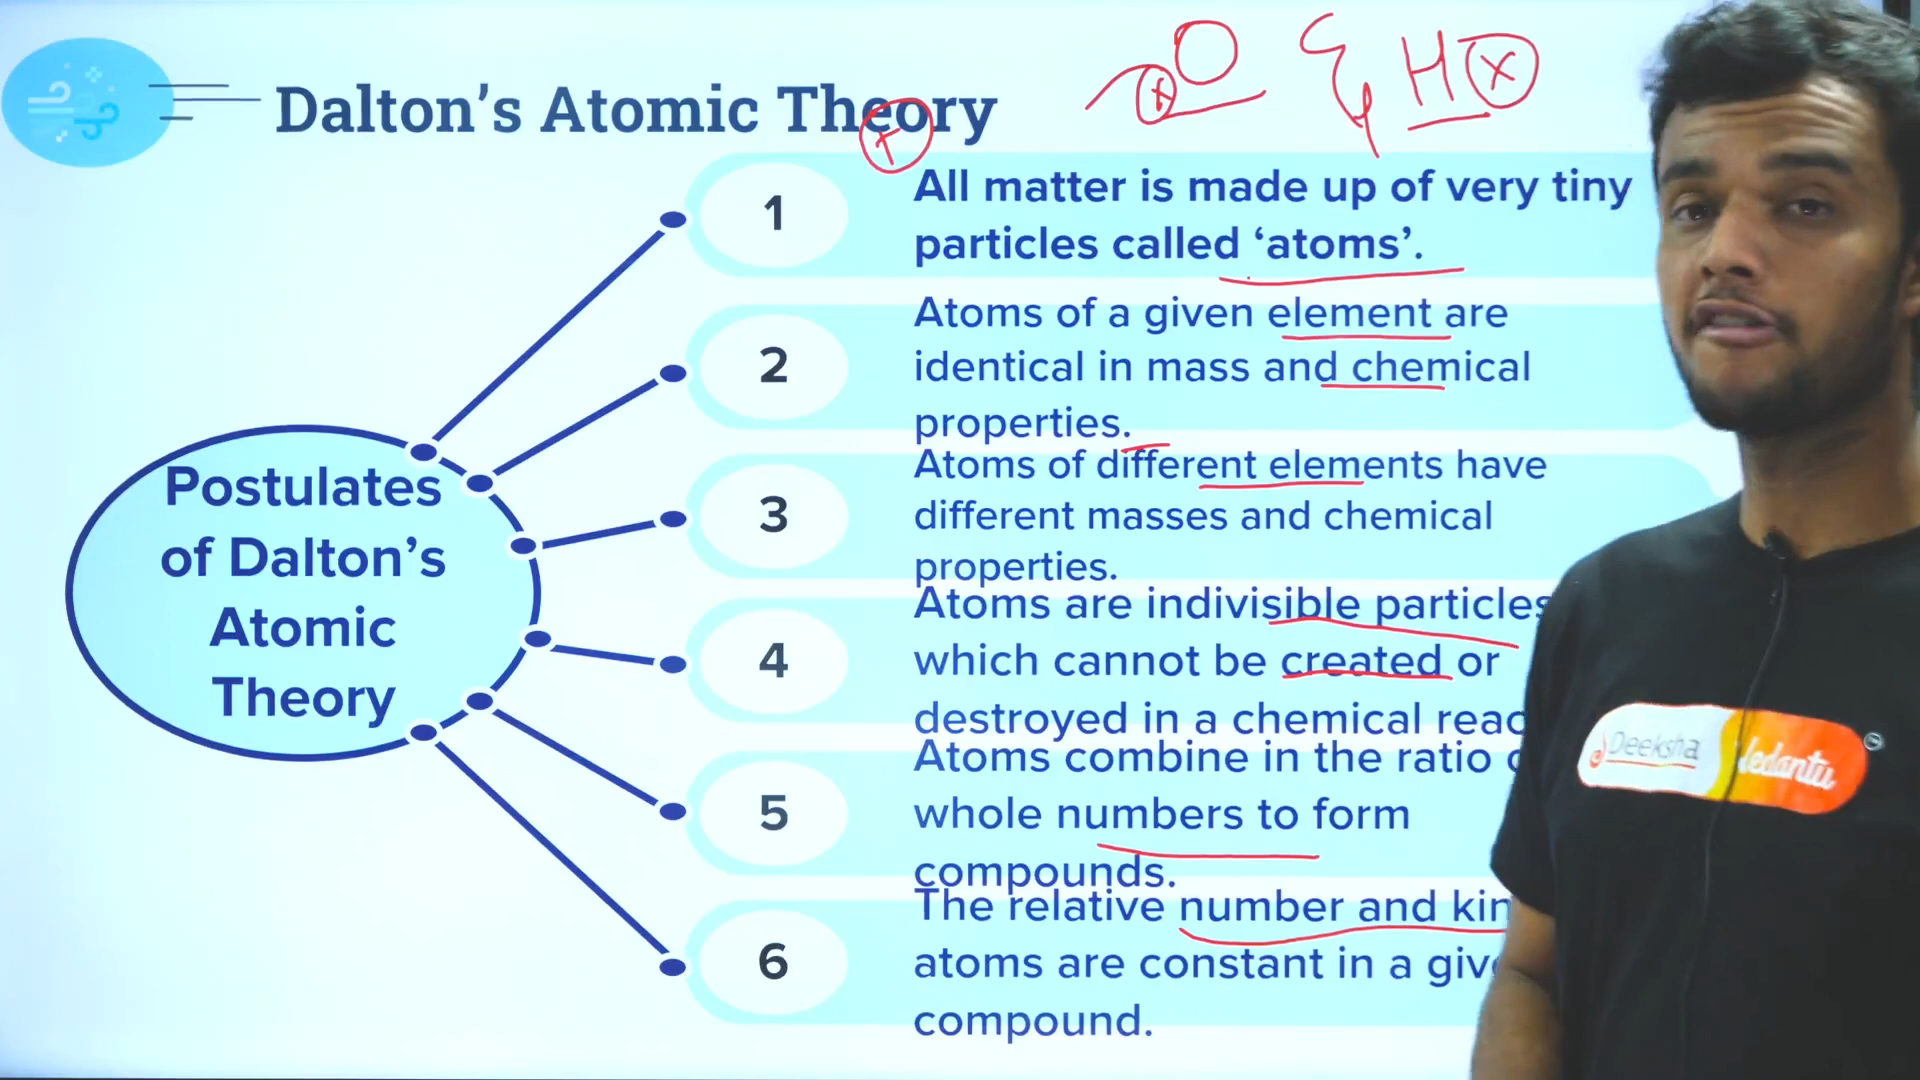 Dalton's Atomic Theory
O & H
1
All matter is made up of very tiny
particles called 'atoms'.
2
Atoms of a given element are
identical in mass and chemical
properties.
3
Atoms of different elements have
different masses and chemical
properties.
4
Atoms are indivisible particles
which cannot be created or
destroyed in a chemical reac
5
Atoms combine in the ratio o
whole numbers to form
compounds.
6
The relative number and kin
atoms are constant in a give
compound.
Postulates
of Dalton's
Atomic
Theory
Deeksha
Vedantu